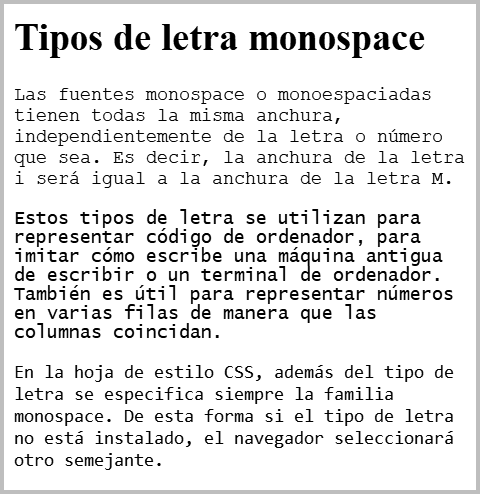 Tipos de letra monospace
Las fuentes monospace o monoespaciadas
tienen todas la misma anchura,
independientemente de la letra o número
que sea. Es decir, la anchura de la letra
i será igual a la anchura de la letra M.
Estos tipos de letra se utilizan para
representar código de ordenador, para
imitar cómo escribe una máquina antigua
de escribir o un terminal de ordenador.
También es útil para representar números
en varias filas de manera que las
columnas coincidan.
En la hoja de estilo CSS, además del tipo de
letra se especifica siempre la familia
monospace. De esta forma si el tipo de letra
no está instalado, el navegador seleccionará
otro semejante.